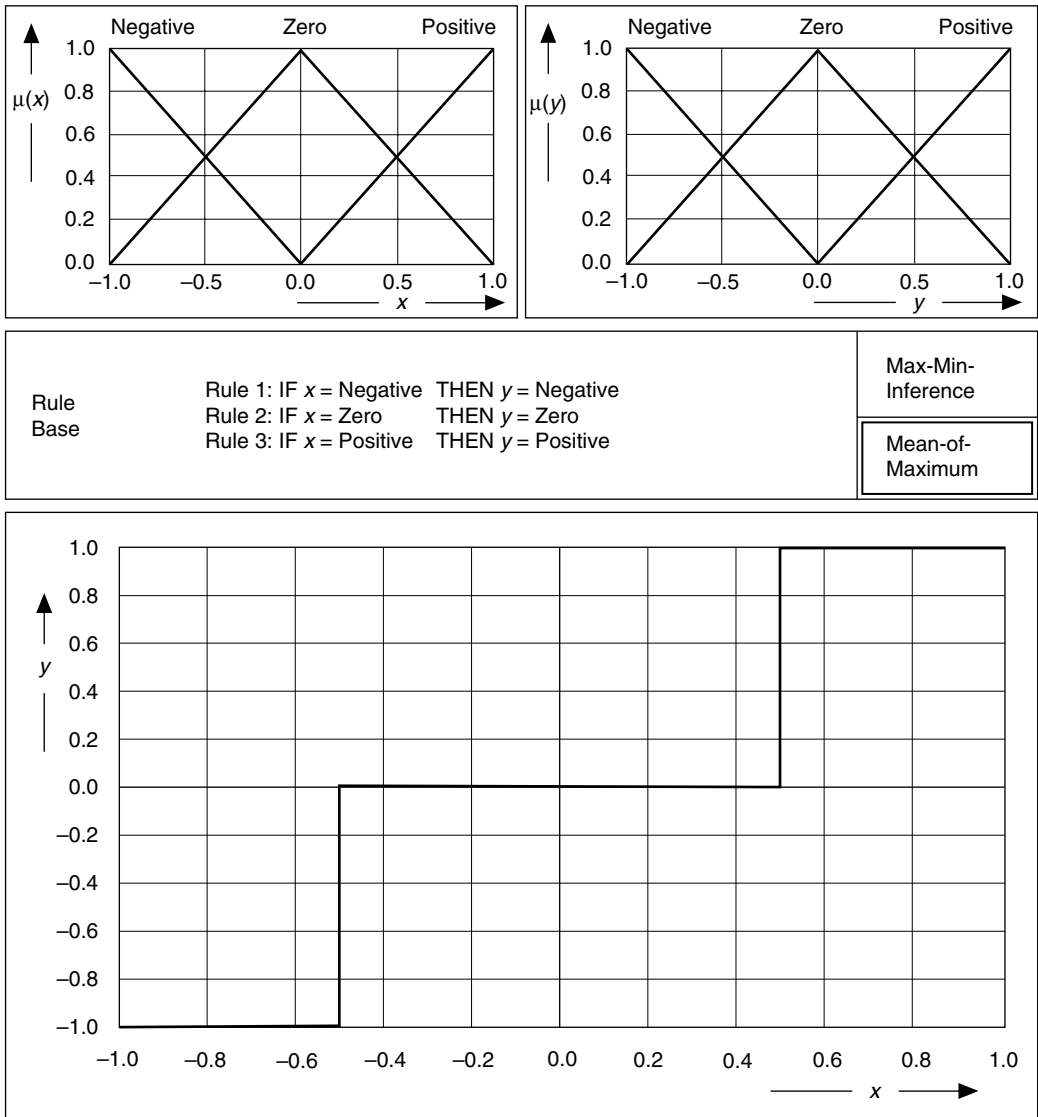 Negative Zero Positive
1.0
0.8
μ(x)
0.6
0.4
0.2
0.0
–1.0 –0.5 0.0 0.5 1.0
x
Negative Zero Positive
1.0
0.8
μ(y)
0.6
0.4
0.2
0.0
–1.0 –0.5 0.0 0.5 1.0
y
Rule
Base
Rule 1: IF x = Negative THEN y = Negative
Rule 2: IF x = Zero THEN y = Zero
Rule 3: IF x = Positive THEN y = Positive
Max-Min-
Inference
Mean-of-
Maximum
1.0
0.8
0.6
y
0.4
0.2
0.0
–0.2
–0.4
–0.6
–0.8
–1.0
–1.0 –0.8 –0.6 –0.4 –0.2 0.0 0.2 0.4 0.6 0.8 1.0
x